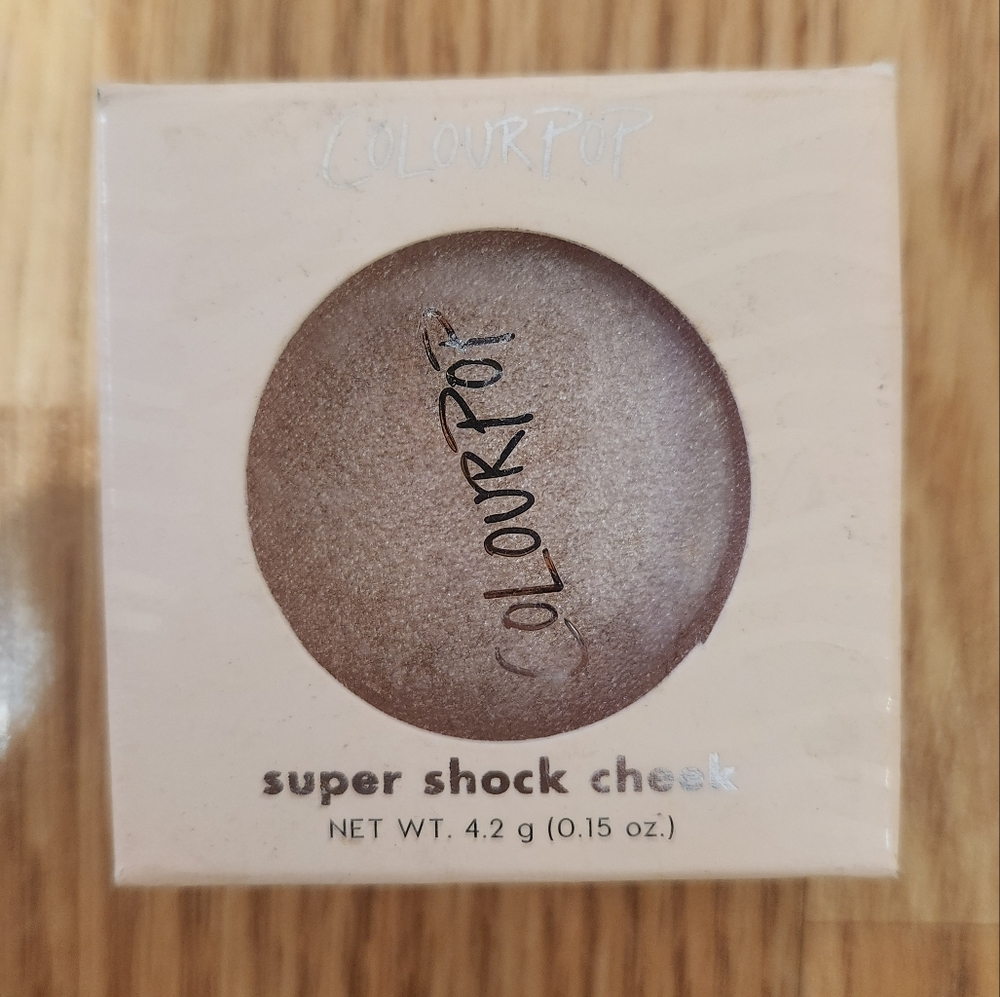 COLOURPOP
COLOURPOP
super shock cheek
NET WT. 4.2 g (0.15 oz.)